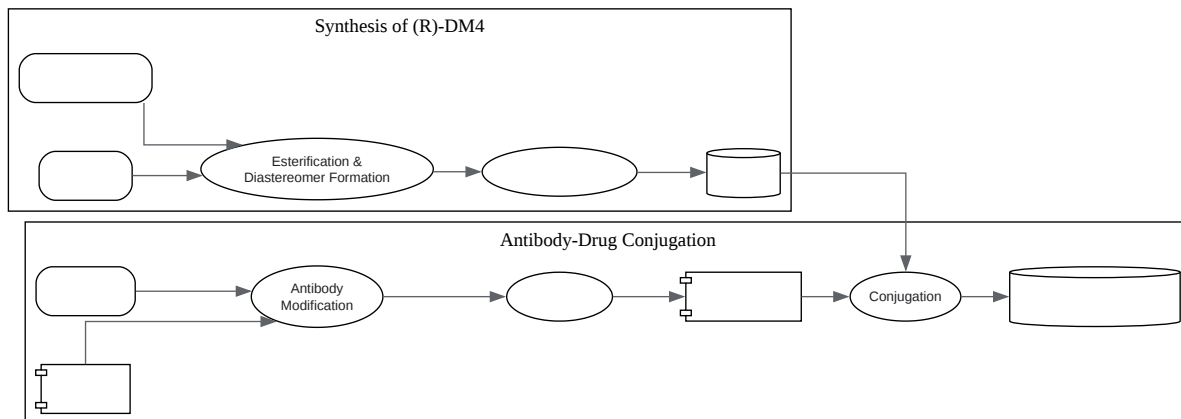 Synthesis of (R)-DM4
Esterification &
Diastereomer Formation
Antibody-Drug Conjugation
Antibody
Modification
Conjugation